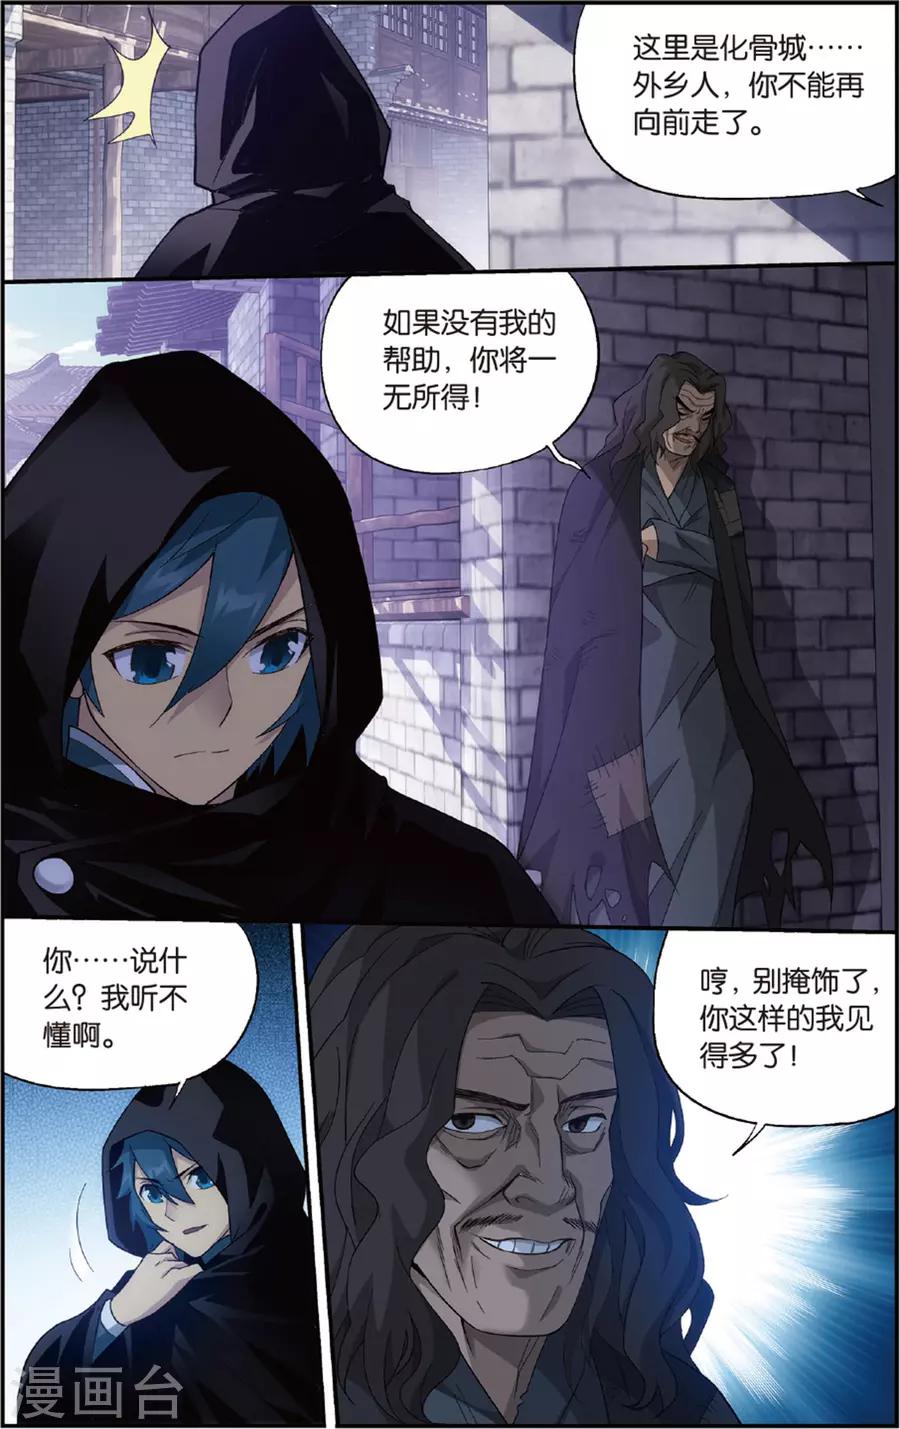 这里是化骨城……
外乡人，你不能再
向前走了。
如果没有我的
帮助，你将一
无所得！
你……说什
么？我听不
懂啊。
哼，别掩饰了，
你这样的我见
得多了！
漫画台